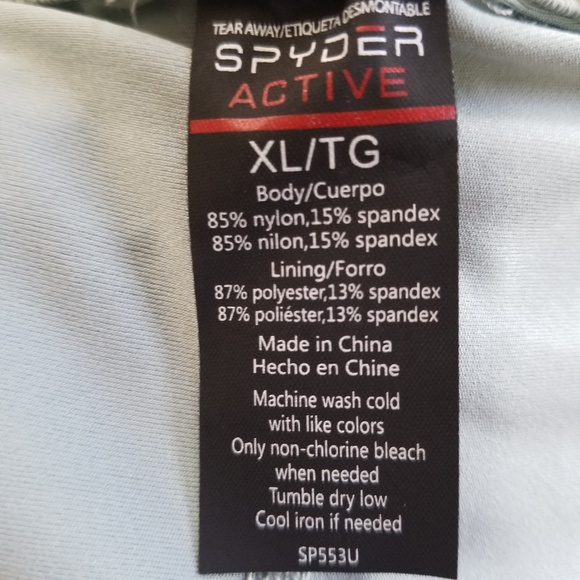 TEAR AWAY/ETIQUETA DESMONTABLE
SPYDER
ACTIVE
XL/TG
Body/Cuerpo
85% nylon,15% spandex
85% nilon,15% spandex
Lining/Forro
87% polyester,13% spandex
87% poliéster,13% spandex
Made in China
Hecho en Chine
Machine wash cold
with like colors
Only non-chlorine bleach
when needed
Tumble dry low
Cool iron if needed
SP553U